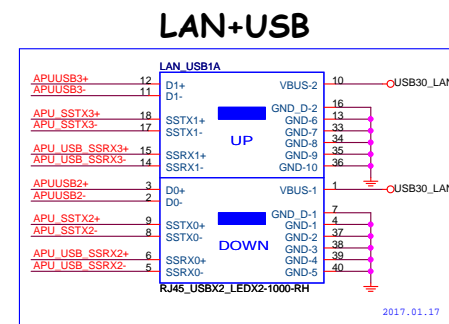 LAN+USB
LAN_USB1A
APUUSB3+ 12 D1+ VBUS-2 10 USB30_LAN
APUUSB3- 11 D1-
GND_D-2 16
APU_SSTX3+ 18 SSTX1+ GND-6 13
APU_SSTX3- 17 SSTX1- GND-7 33
UP GND-8 34
APU_USB_SSRX3+ 15 SSRX1+ GND-9 35
APU_USB_SSRX3- 14 SSRX1- GND-10 36
APUUSB2+ 3 D0+ VBUS-1 1 USB30_LAN
APUUSB2- 2 D0-
GND_D-1 7
APU_SSTX2+ 9 SSTX0+ GND-1 4
APU_SSTX2- 8 SSTX0- GND-2 37
DOWN GND-3 38
APU_USB_SSRX2+ 6 SSRX0+ GND-4 39
APU_USB_SSRX2- 5 SSRX0- GND-5 40
RJ45_USBX2_LEDX2-1000-RH
2017.01.17